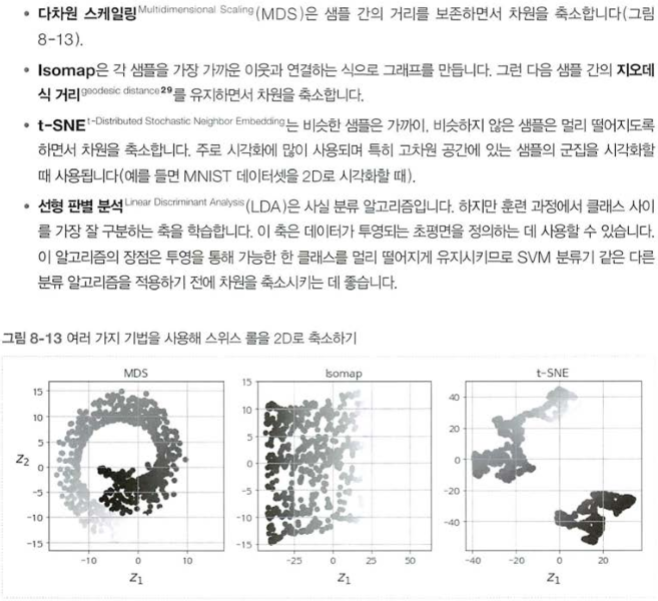 • 다차원 스케일링Multidimensional Scaling(MDS)은 샘플 간의 거리를 보존하면서 차원을 축소합니다(그림
8-13).
• Isomap은 각 샘플을 가장 가까운 이웃과 연결하는 식으로 그래프를 만듭니다. 그런 다음 샘플 간의 지오데
식 거리geodesic distance29를 유지하면서 차원을 축소합니다.
• t-SNEt-Distributed Stochastic Neighbor Embedding는 비슷한 샘플은 가까이, 비슷하지 않은 샘플은 멀리 떨어지도록
하면서 차원을 축소합니다. 주로 시각화에 많이 사용되며 특히 고차원 공간에 있는 샘플의 군집을 시각화할
때 사용됩니다(예를 들면 MNIST 데이터셋을 2D로 시각화할 때).
• 선형 판별 분석Linear Discriminant Analysis(LDA)은 사실 분류 알고리즘입니다. 하지만 훈련 과정에서 클래스 사이
를 가장 잘 구분하는 축을 학습합니다. 이 축은 데이터가 투영되는 초평면을 정의하는 데 사용할 수 있습니다.
이 알고리즘의 장점은 투영을 통해 가능한 한 클래스를 멀리 떨어지게 유지시키므로 SVM 분류기 같은 다른
분류 알고리즘을 적용하기 전에 차원을 축소시키는 데 좋습니다.
그림 8-13 여러 가지 기법을 사용해 스위스 롤을 2D로 축소하기
MDS
15
10
5
0
-5
-10
-15
z2
-10 0 10
z1
Isomap
15
10
5
0
-5
-10
-15
-25 0 25 50
z1
t-SNE
40
20
0
-20
-40
-40 -20 0 20
z1